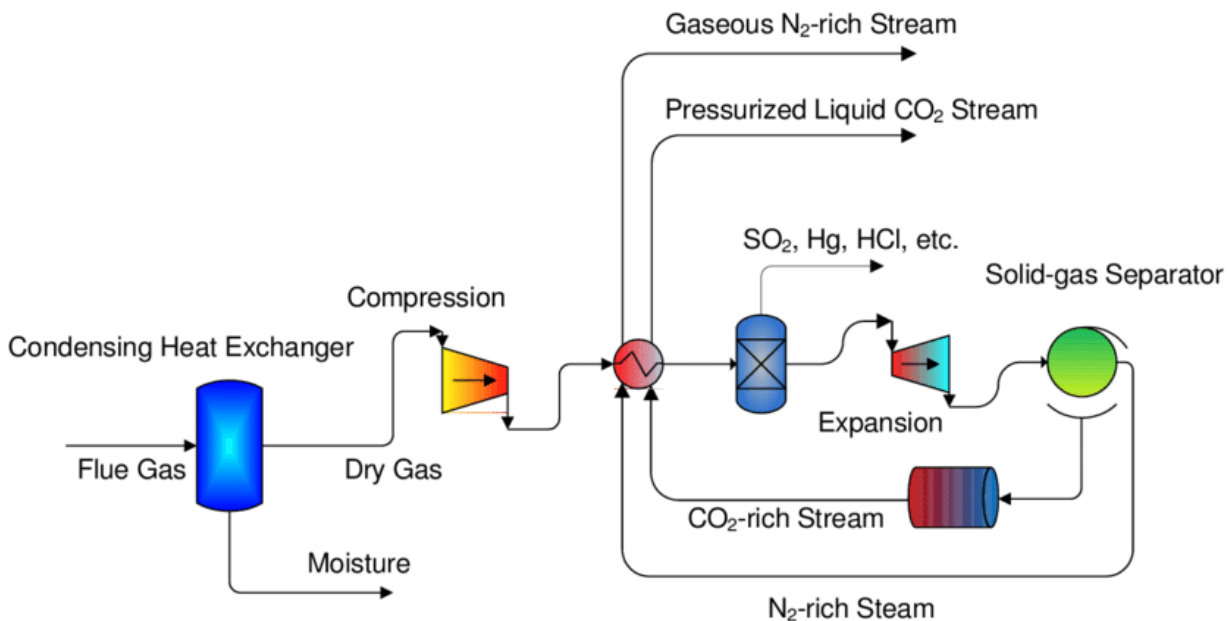 Gaseous N₂-rich Stream
Pressurized Liquid CO₂ Stream
SO₂, Hg, HCl, etc.
Solid-gas Separator
Compression
Condensing Heat Exchanger
Expansion
Flue Gas
Dry Gas
CO₂-rich Stream
Moisture
N₂-rich Steam